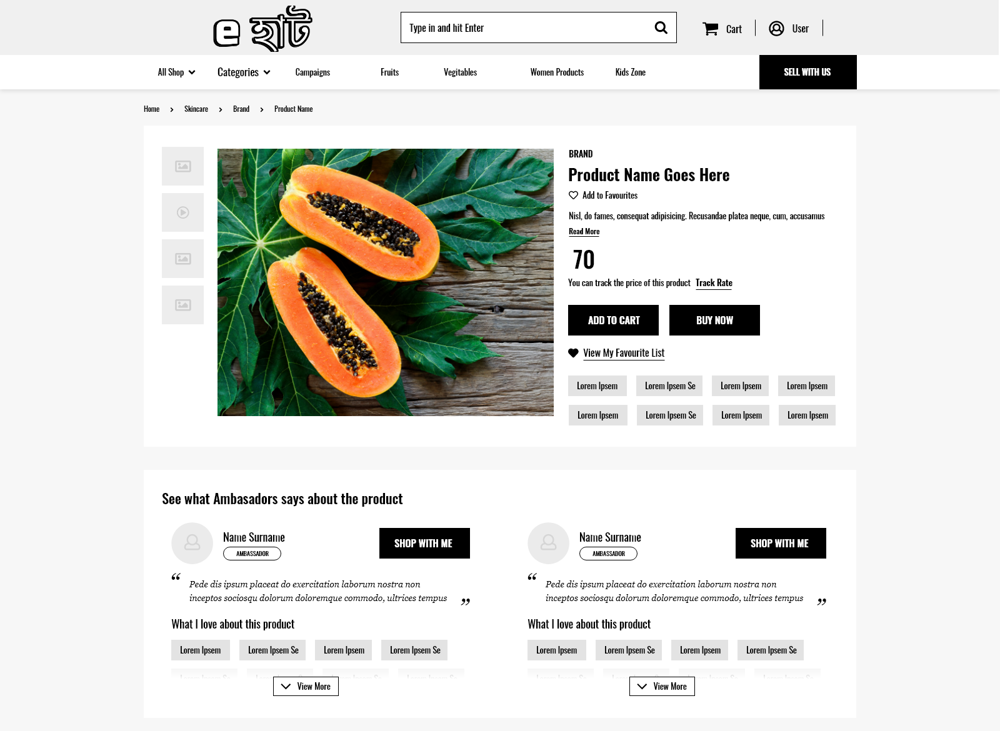 e হাট
Type in and hit Enter
Cart
User
All Shop
Categories
Campaigns
Fruits
Vegitables
Women Products
Kids Zone
SELL WITH US
Home > Skincare > Brand > Product Name
BRAND
Product Name Goes Here
Add to Favourites
Nisl, do fames, consequat adipisicing. Recusandae platea neque, cum, accusamus
Read More
70
You can track the price of this product Track Rate
ADD TO CART
BUY NOW
View My Favourite List
Lorem Ipsem Lorem Ipsem Se Lorem Ipsem Lorem Ipsem
Lorem Ipsem Lorem Ipsem Se Lorem Ipsem Lorem Ipsem
See what Ambasadors says about the product
Name Surname
AMBASSADOR
SHOP WITH ME
“ Pede dis ipsum placeat do exercitation laborum nostra non
inceptos sociosqu dolorum doloremque commodo, ultrices tempus ”
What I love about this product
Lorem Ipsem Lorem Ipsem Se Lorem Ipsem Lorem Ipsem Se
View More
Name Surname
AMBASSADOR
SHOP WITH ME
“ Pede dis ipsum placeat do exercitation laborum nostra non
inceptos sociosqu dolorum doloremque commodo, ultrices tempus ”
What I love about this product
Lorem Ipsem Lorem Ipsem Se Lorem Ipsem Lorem Ipsem Se
View More